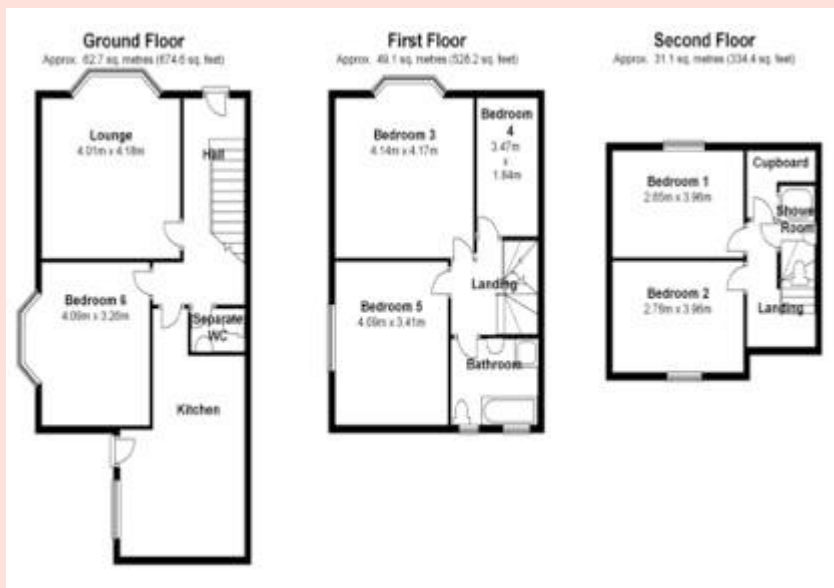 Ground Floor
Approx. 62.7 sq. metres (674.6 sq. feet)
Lounge
4.01m x 4.18m
Hall
Bedroom 6
4.09m x 3.26m
Separate
WC
Kitchen
First Floor
Approx. 49.1 sq. metres (528.2 sq. feet)
Bedroom 3
4.14m x 4.17m
Bedroom
4
3.47m
x
1.84m
Bedroom 5
4.09m x 3.41m
Landing
Bathroom
Second Floor
Approx. 31.1 sq. metres (334.4 sq. feet)
Bedroom 1
2.65m x 3.96m
Cupboard
Shower
Room
Bedroom 2
2.76m x 3.96m
Landing